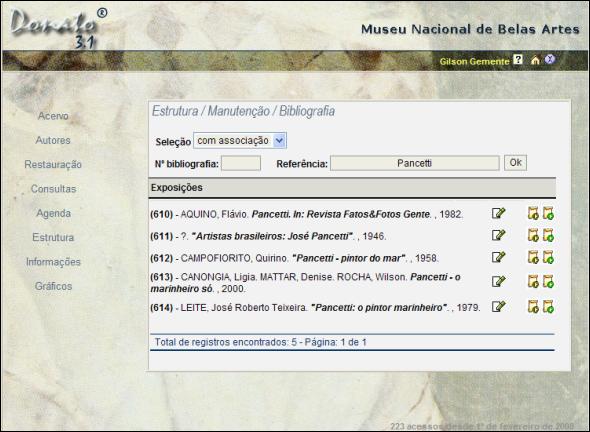 Donato ®
3.1
Museu Nacional de Belas Artes
Gilson Gemente ?
Acervo
Autores
Restauração
Consultas
Agenda
Estrutura
Informações
Gráficos
Estrutura / Manutenção / Bibliografia
Seleção com associação
Nº bibliografia: Referência: Pancetti Ok
Exposições
(610) - AQUINO, Flávio. Pancetti. In: Revista Fatos&Fotos Gente. , 1982.
(611) - ?. "Artistas brasileiros: José Pancetti". , 1946.
(612) - CAMPOFIORITO, Quirino. "Pancetti - pintor do mar". , 1958.
(613) - CANONGIA, Ligia. MATTAR, Denise. ROCHA, Wilson. Pancetti - o
marinheiro só. , 2000.
(614) - LEITE, José Roberto Teixeira. "Pancetti: o pintor marinheiro". , 1979.
Total de registros encontrados: 5 - Página: 1 de 1
223 acessos desde 1º de fevereiro de 2008